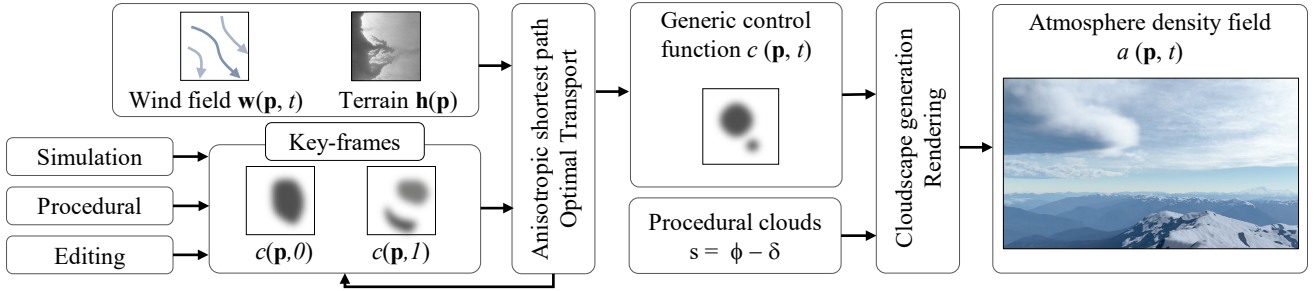 Wind field w(p, t)
Terrain h(p)
Key-frames
Simulation
Procedural
Editing
c(p,0)
c(p,1)
Anisotropic shortest path
Optimal Transport
Generic control
function c (p, t)
Procedural clouds
s = ϕ − δ
Cloudscape generation
Rendering
Atmosphere density field
a (p, t)